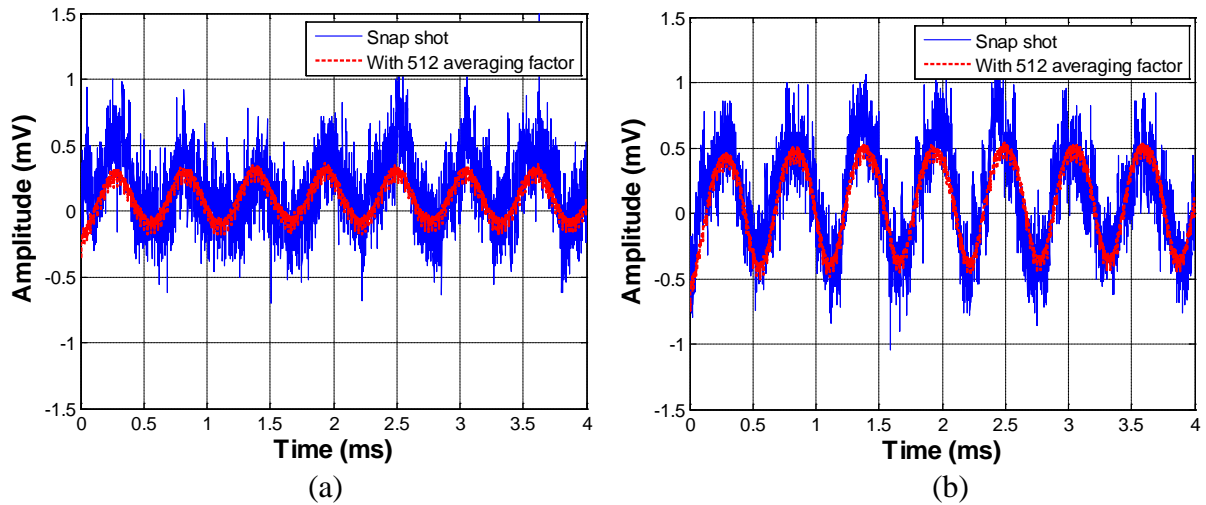 1.5
1
0.5
0
-0.5
-1
-1.5
Amplitude (mV)
Snap shot
With 512 averaging factor
0 0.5 1 1.5 2 2.5 3 3.5 4
Time (ms)
(a)
1.5
1
0.5
0
-0.5
-1
-1.5
Amplitude (mV)
Snap shot
With 512 averaging factor
0 0.5 1 1.5 2 2.5 3 3.5 4
Time (ms)
(b)